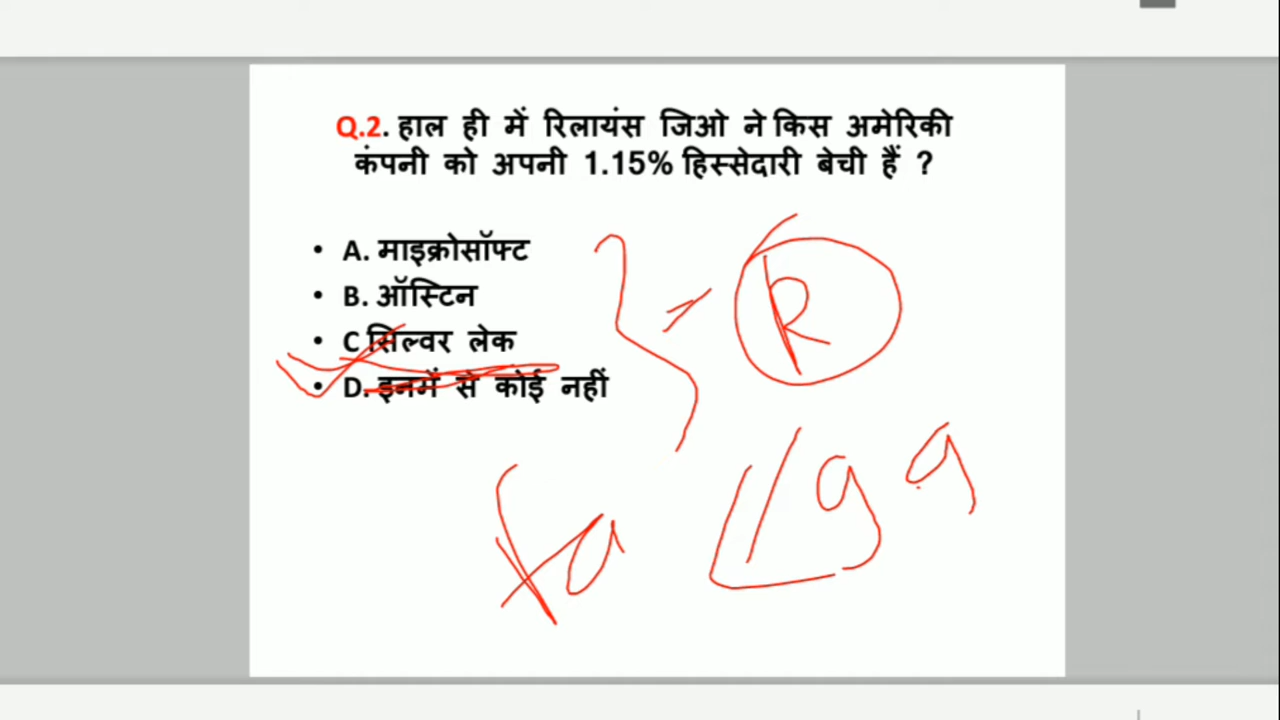 Q.2. हाल ही में रिलायंस जिओ ने किस अमेरिकी
कंपनी को अपनी 1.15% हिस्सेदारी बेची हैं ?
• A. माइक्रोसॉफ्ट
• B. ऑस्टिन
• C सिल्वर लेक
• D. इनमें से कोई नहीं
R